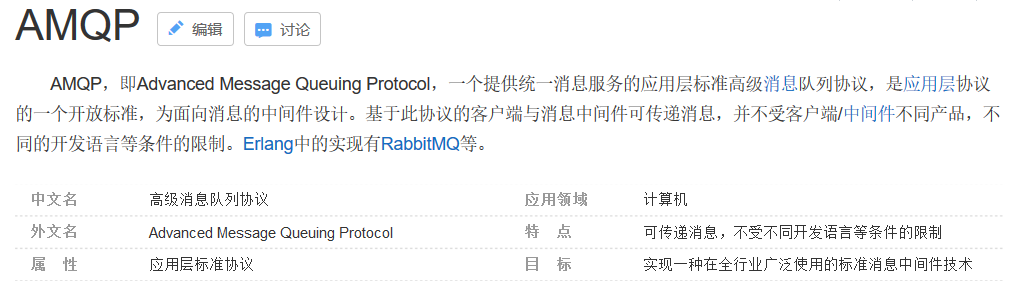 AMQP 编辑 讨论
AMQP，即Advanced Message Queuing Protocol，一个提供统一消息服务的应用层标准高级消息队列协议，是应用层协议
的一个开放标准，为面向消息的中间件设计。基于此协议的客户端与消息中间件可传递消息，并不受客户端/中间件不同产品，不
同的开发语言等条件的限制。Erlang中的实现有RabbitMQ等。
中文名 高级消息队列协议 应用领域 计算机
外文名 Advanced Message Queuing Protocol 特 点 可传递消息，不受不同开发语言等条件的限制
属 性 应用层标准协议 目 标 实现一种在全行业广泛使用的标准消息中间件技术